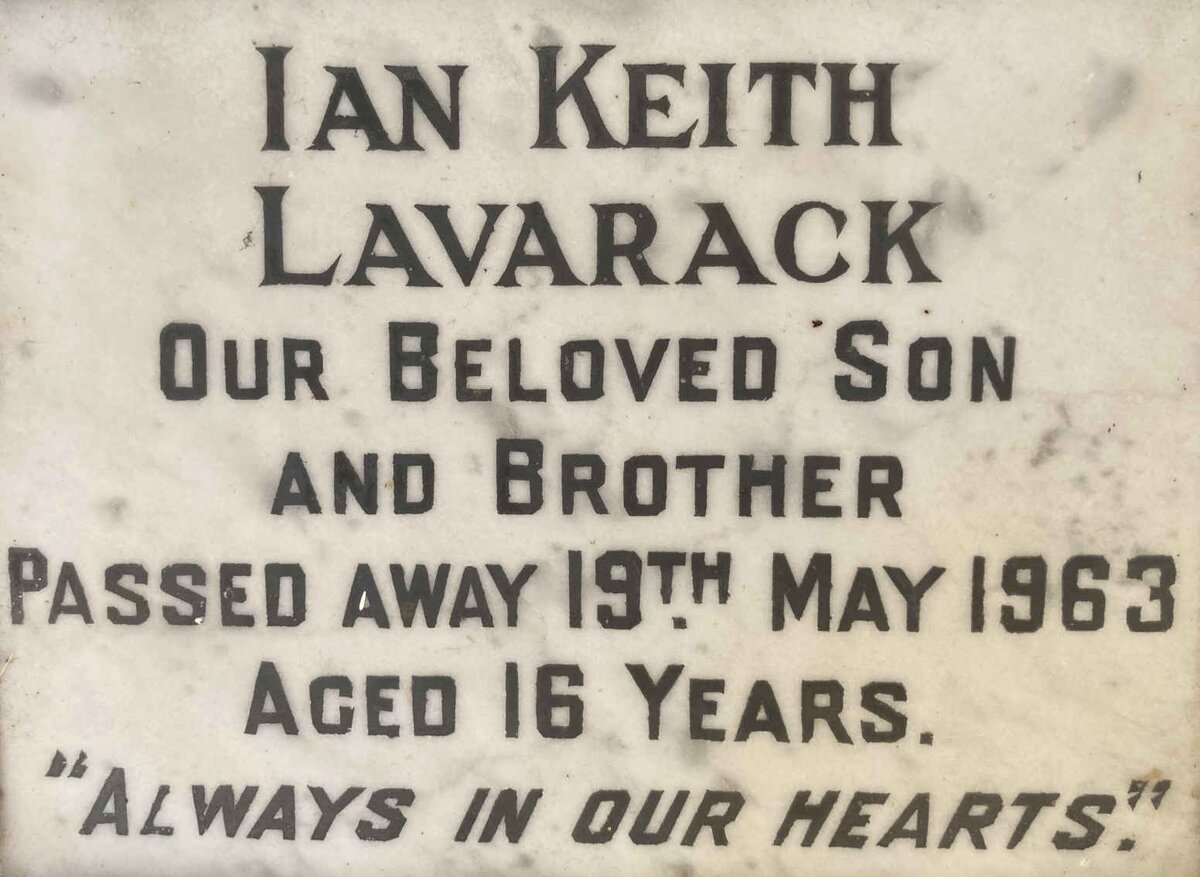 IAN KEITH
LAVARACK
OUR BELOVED SON
AND BROTHER
PASSED AWAY 19TH. MAY 1963
AGED 16 YEARS.
"ALWAYS IN OUR HEARTS."